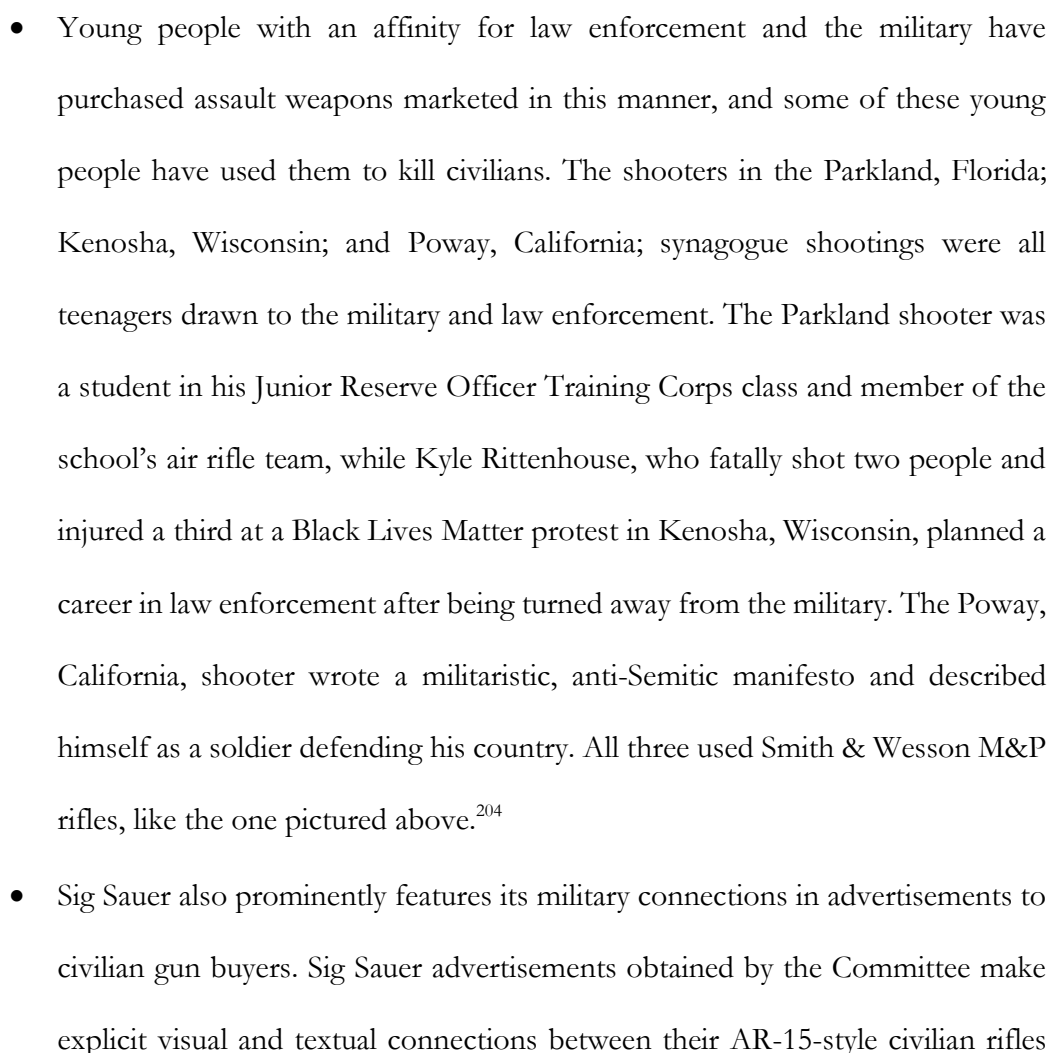 • Young people with an affinity for law enforcement and the military have
purchased assault weapons marketed in this manner, and some of these young
people have used them to kill civilians. The shooters in the Parkland, Florida;
Kenosha, Wisconsin; and Poway, California; synagogue shootings were all
teenagers drawn to the military and law enforcement. The Parkland shooter was
a student in his Junior Reserve Officer Training Corps class and member of the
school’s air rifle team, while Kyle Rittenhouse, who fatally shot two people and
injured a third at a Black Lives Matter protest in Kenosha, Wisconsin, planned a
career in law enforcement after being turned away from the military. The Poway,
California, shooter wrote a militaristic, anti-Semitic manifesto and described
himself as a soldier defending his country. All three used Smith & Wesson M&P
rifles, like the one pictured above.204
• Sig Sauer also prominently features its military connections in advertisements to
civilian gun buyers. Sig Sauer advertisements obtained by the Committee make
explicit visual and textual connections between their AR-15-style civilian rifles